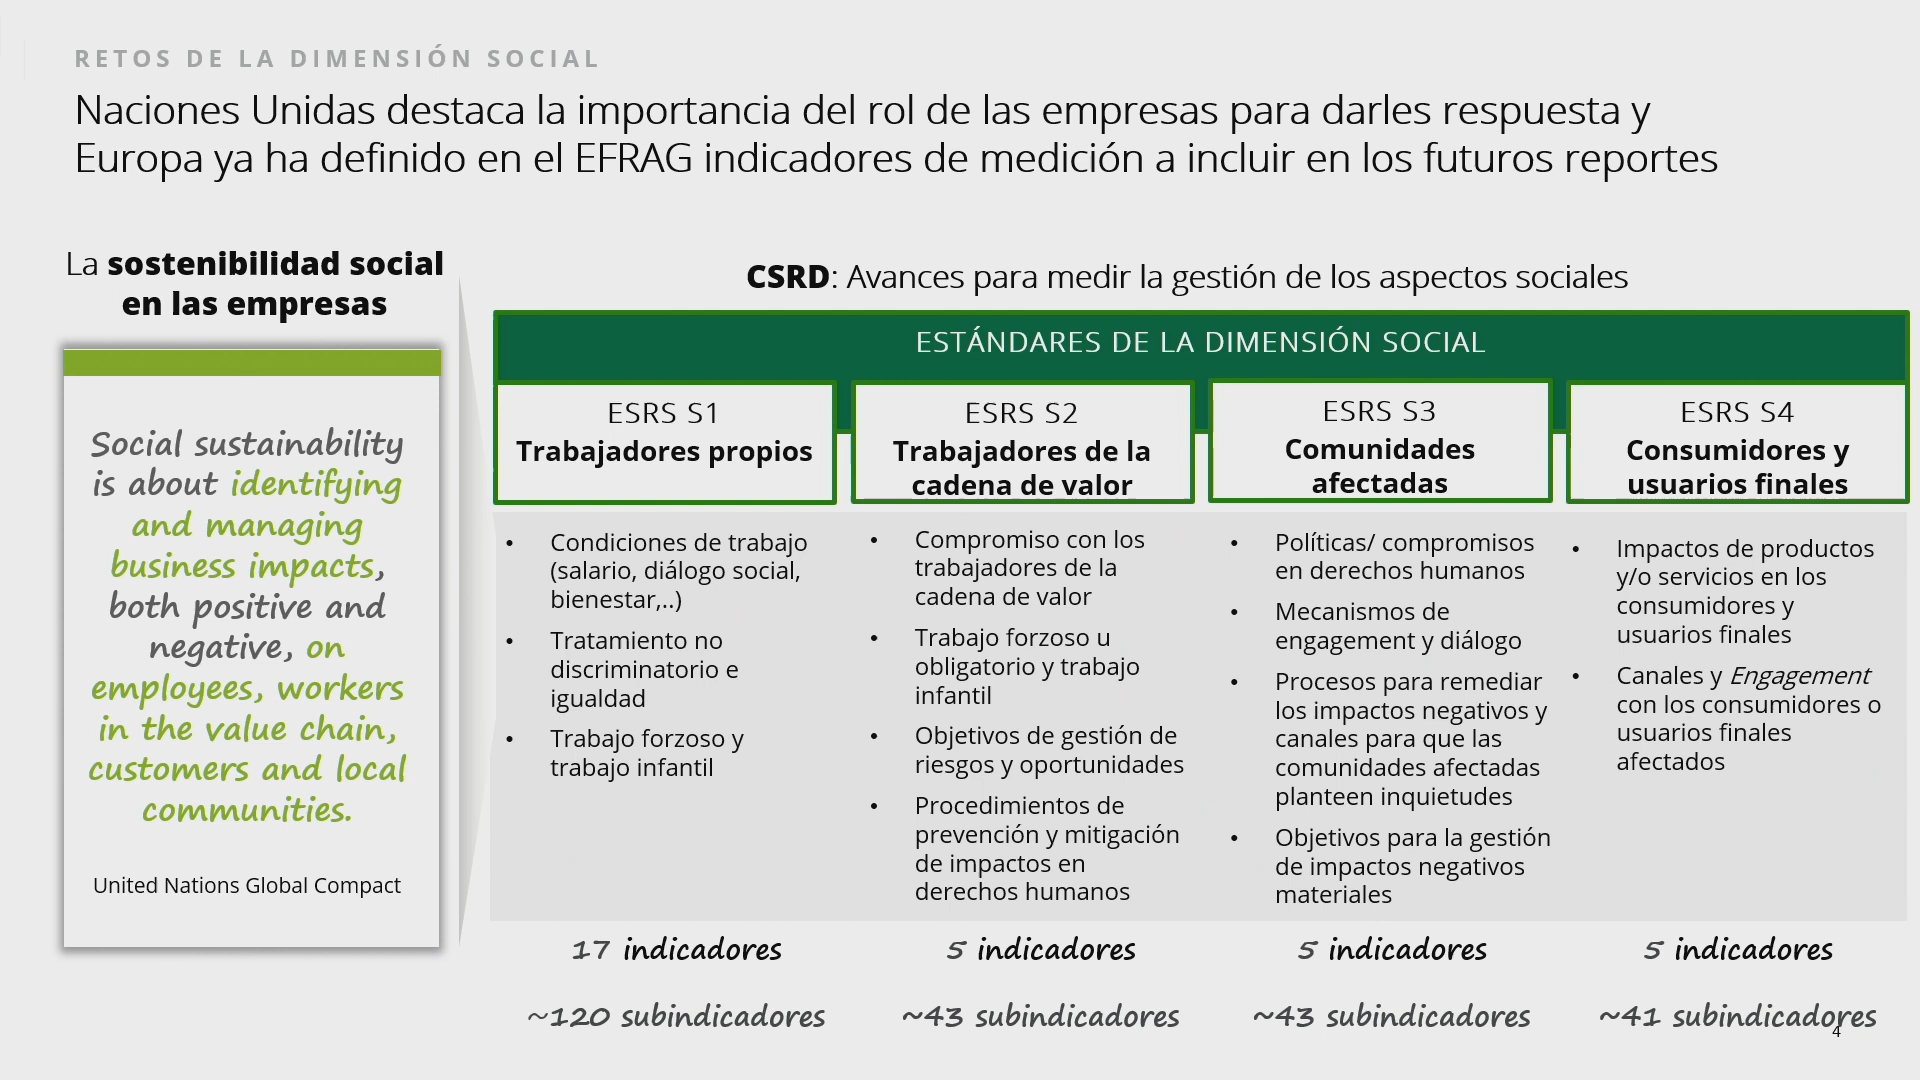 RETOS DE LA DIMENSIÓN SOCIAL
Naciones Unidas destaca la importancia del rol de las empresas para darles respuesta y
Europa ya ha definido en el EFRAG indicadores de medición a incluir en los futuros reportes
La sostenibilidad social
en las empresas
Social sustainability
is about identifying
and managing
business impacts,
both positive and
negative, on
employees, workers
in the value chain,
customers and local
communities.
United Nations Global Compact
CSRD: Avances para medir la gestión de los aspectos sociales
ESTÁNDARES DE LA DIMENSIÓN SOCIAL
ESRS S1
Trabajadores propios
• Condiciones de trabajo
(salario, diálogo social,
bienestar,..)
• Tratamiento no
discriminatorio e
igualdad
• Trabajo forzoso y
trabajo infantil
17 indicadores
~120 subindicadores
ESRS S2
Trabajadores de la
cadena de valor
• Compromiso con los
trabajadores de la
cadena de valor
• Trabajo forzoso u
obligatorio y trabajo
infantil
• Objetivos de gestión de
riesgos y oportunidades
• Procedimientos de
prevención y mitigación
de impactos en
derechos humanos
5 indicadores
~43 subindicadores
ESRS S3
Comunidades
afectadas
• Políticas/ compromisos
en derechos humanos
• Mecanismos de
engagement y diálogo
• Procesos para remediar
los impactos negativos y
canales para que las
comunidades afectadas
planteen inquietudes
• Objetivos para la gestión
de impactos negativos
materiales
5 indicadores
~43 subindicadores
ESRS S4
Consumidores y
usuarios finales
• Impactos de productos
y/o servicios en los
consumidores y
usuarios finales
• Canales y Engagement
con los consumidores o
usuarios finales
afectados
5 indicadores
~41 subindicadores
4